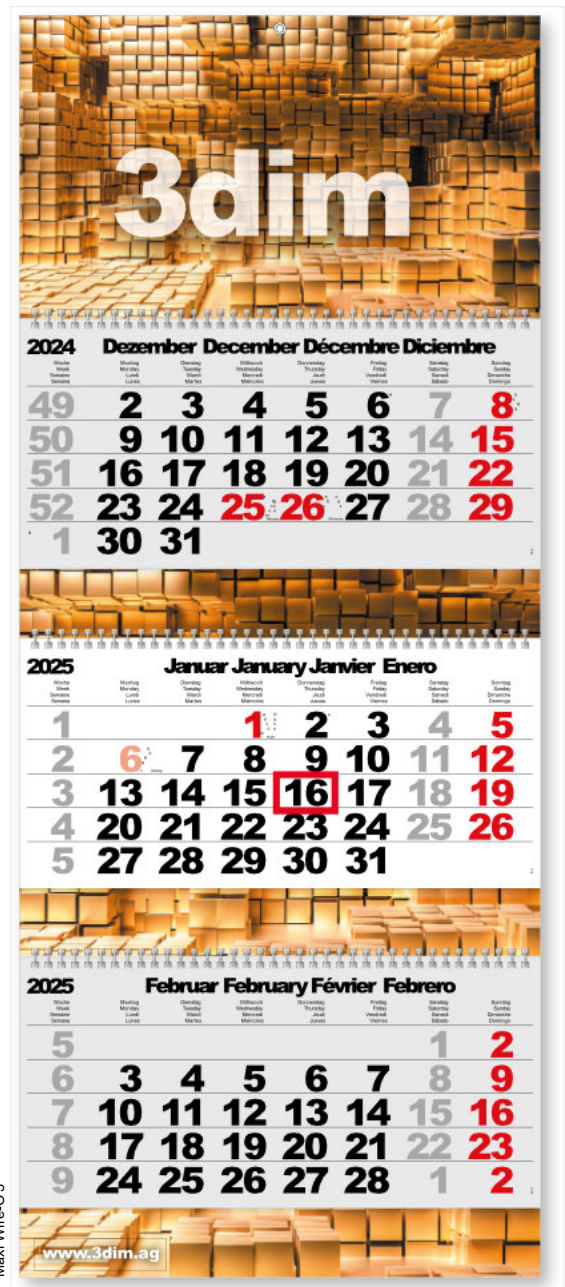 3dim
2024 Dezember December Décembre Diciembre
Woche Montag Dienstag Mittwoch Donnerstag Freitag Samstag Sonntag
Week Monday Tuesday Wednesday Thursday Friday Saturday Sunday
Semaine Lundi Mardi Mercredi Jeudi Vendredi Samedi Dimanche
Semana Lunes Martes Miércoles Jueves Viernes Sábado Domingo
49 2 3 4 5 6 7 8
50 9 10 11 12 13 14 15
51 16 17 18 19 20 21 22
52 23 24 25 26 27 28 29
1 30 31
2025 Januar January Janvier Enero
Woche Montag Dienstag Mittwoch Donnerstag Freitag Samstag Sonntag
Week Monday Tuesday Wednesday Thursday Friday Saturday Sunday
Semaine Lundi Mardi Mercredi Jeudi Vendredi Samedi Dimanche
Semana Lunes Martes Miércoles Jueves Viernes Sábado Domingo
1 1 2 3 4 5
2 6 7 8 9 10 11 12
3 13 14 15 16 17 18 19
4 20 21 22 23 24 25 26
5 27 28 29 30 31
2025 Februar February Février Febrero
Woche Montag Dienstag Mittwoch Donnerstag Freitag Samstag Sonntag
Week Monday Tuesday Wednesday Thursday Friday Saturday Sunday
Semaine Lundi Mardi Mercredi Jeudi Vendredi Samedi Dimanche
Semana Lunes Martes Miércoles Jueves Viernes Sábado Domingo
5 1 2
6 3 4 5 6 7 8 9
7 10 11 12 13 14 15 16
8 17 18 19 20 21 22 23
9 24 25 26 27 28 1 2
www.3dim.ag
Maxi Wire-O 3